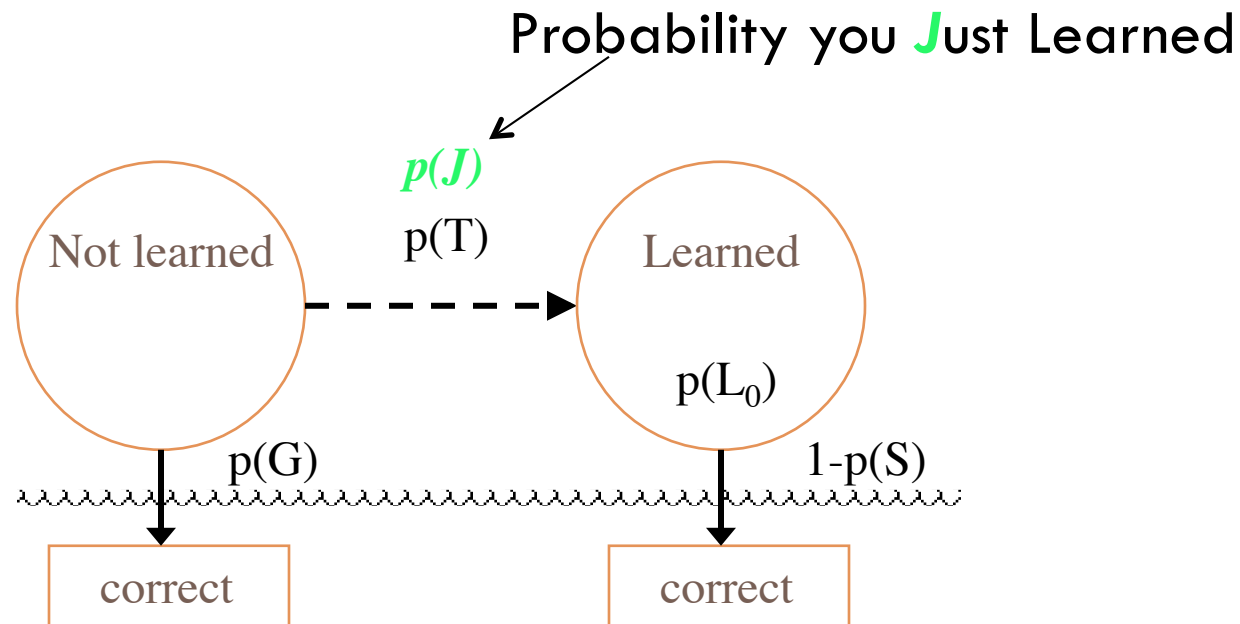 Probability you Just Learned
p(J)
p(T)
Not learned
Learned
p(L₀)
p(G)
1-p(S)
correct
correct